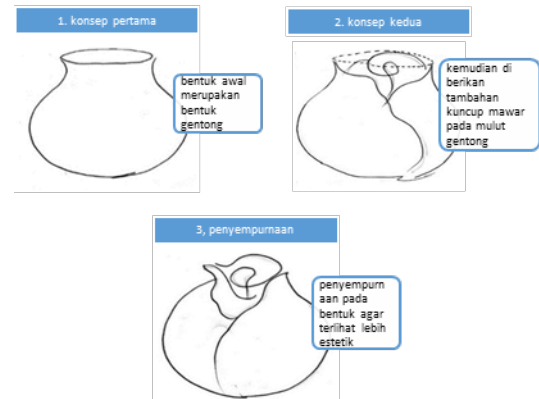 1. konsep pertama
bentuk awal
merupakan
bentuk
gentong
2. konsep kedua
kemudian di
berikan
tambahan
kuncup mawar
pada mulut
gentong
3, penyempurnaan
penyempurn
aan pada
bentuk agar
terlihat lebih
estetik